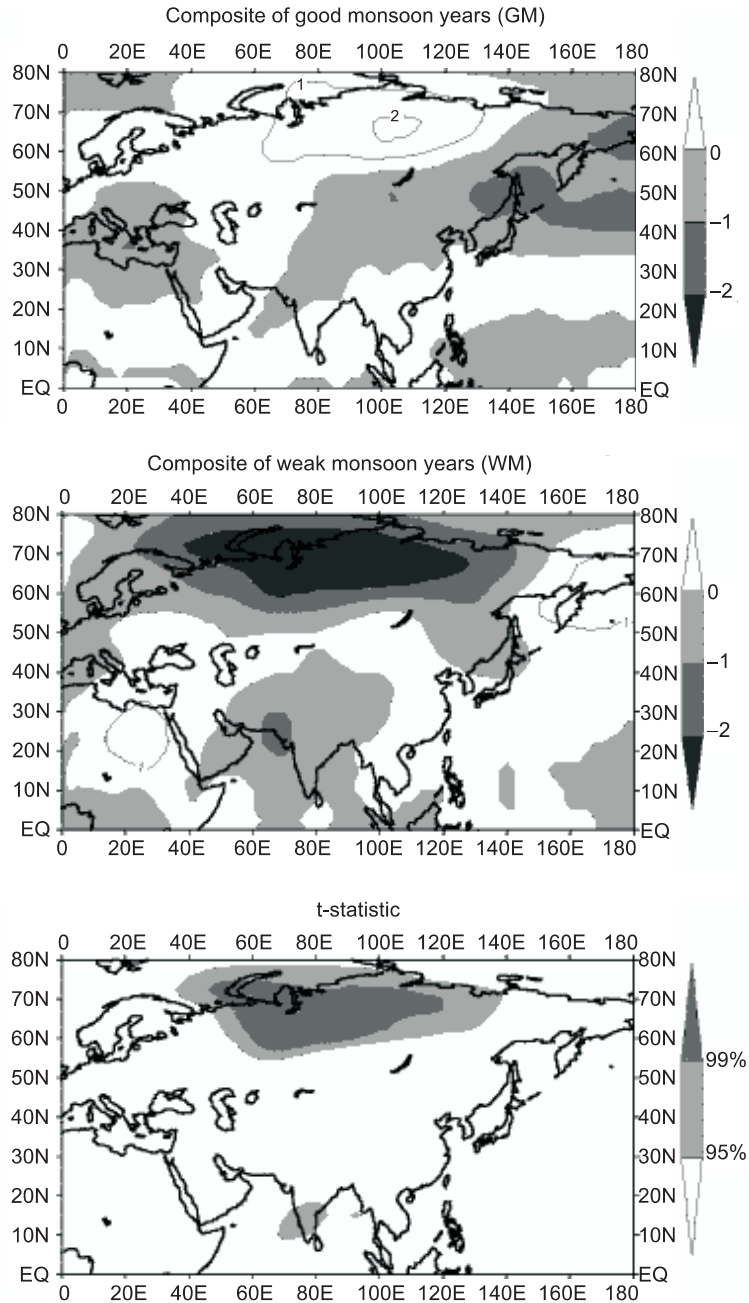 Composite of good monsoon years (GM)
0 20E 40E 60E 80E 100E 120E 140E 160E 180
80N 80N
70N 70N
60N 60N
50N 50N
40N 40N
30N 30N
20N 20N
10N 10N
EQ EQ
1
2
0
−1
−2
0 20E 40E 60E 80E 100E 120E 140E 160E 180
Composite of weak monsoon years (WM)
0 20E 40E 60E 80E 100E 120E 140E 160E 180
80N 80N
70N 70N
60N 60N
50N 50N
40N 40N
30N 30N
20N 20N
10N 10N
EQ EQ
0
−1
−2
0 20E 40E 60E 80E 100E 120E 140E 160E 180
t-statistic
0 20E 40E 60E 80E 100E 120E 140E 160E 180
80N 80N
70N 70N
60N 60N
50N 50N
40N 40N
30N 30N
20N 20N
10N 10N
EQ EQ
99%
95%
0 20E 40E 60E 80E 100E 120E 140E 160E 180